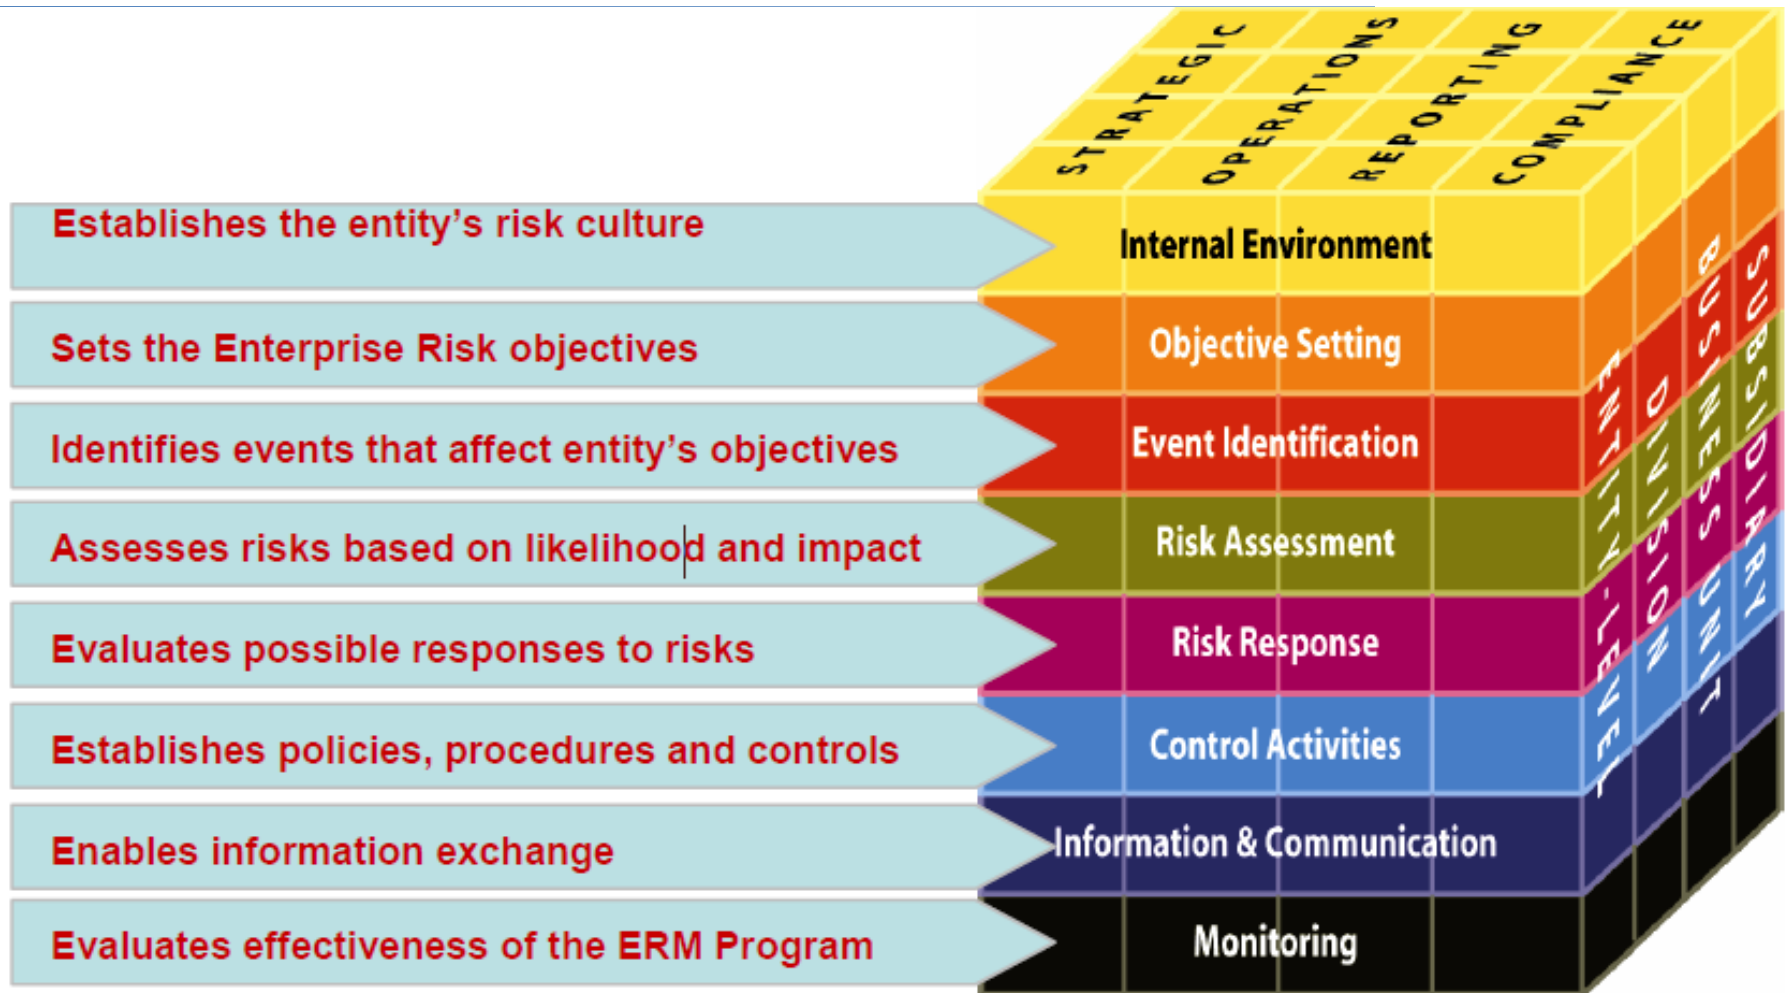 STRATEGIC
OPERATIONS
REPORTING
COMPLIANCE
Establishes the entity’s risk culture
Internal Environment
Sets the Enterprise Risk objectives
Objective Setting
Identifies events that affect entity’s objectives
Event Identification
Assesses risks based on likelihood and impact
Risk Assessment
Evaluates possible responses to risks
Risk Response
Establishes policies, procedures and controls
Control Activities
Enables information exchange
Information & Communication
Evaluates effectiveness of the ERM Program
Monitoring
ENTITY-LEVEL
DIVISION
BUSINESS UNIT
SUBSIDIARY